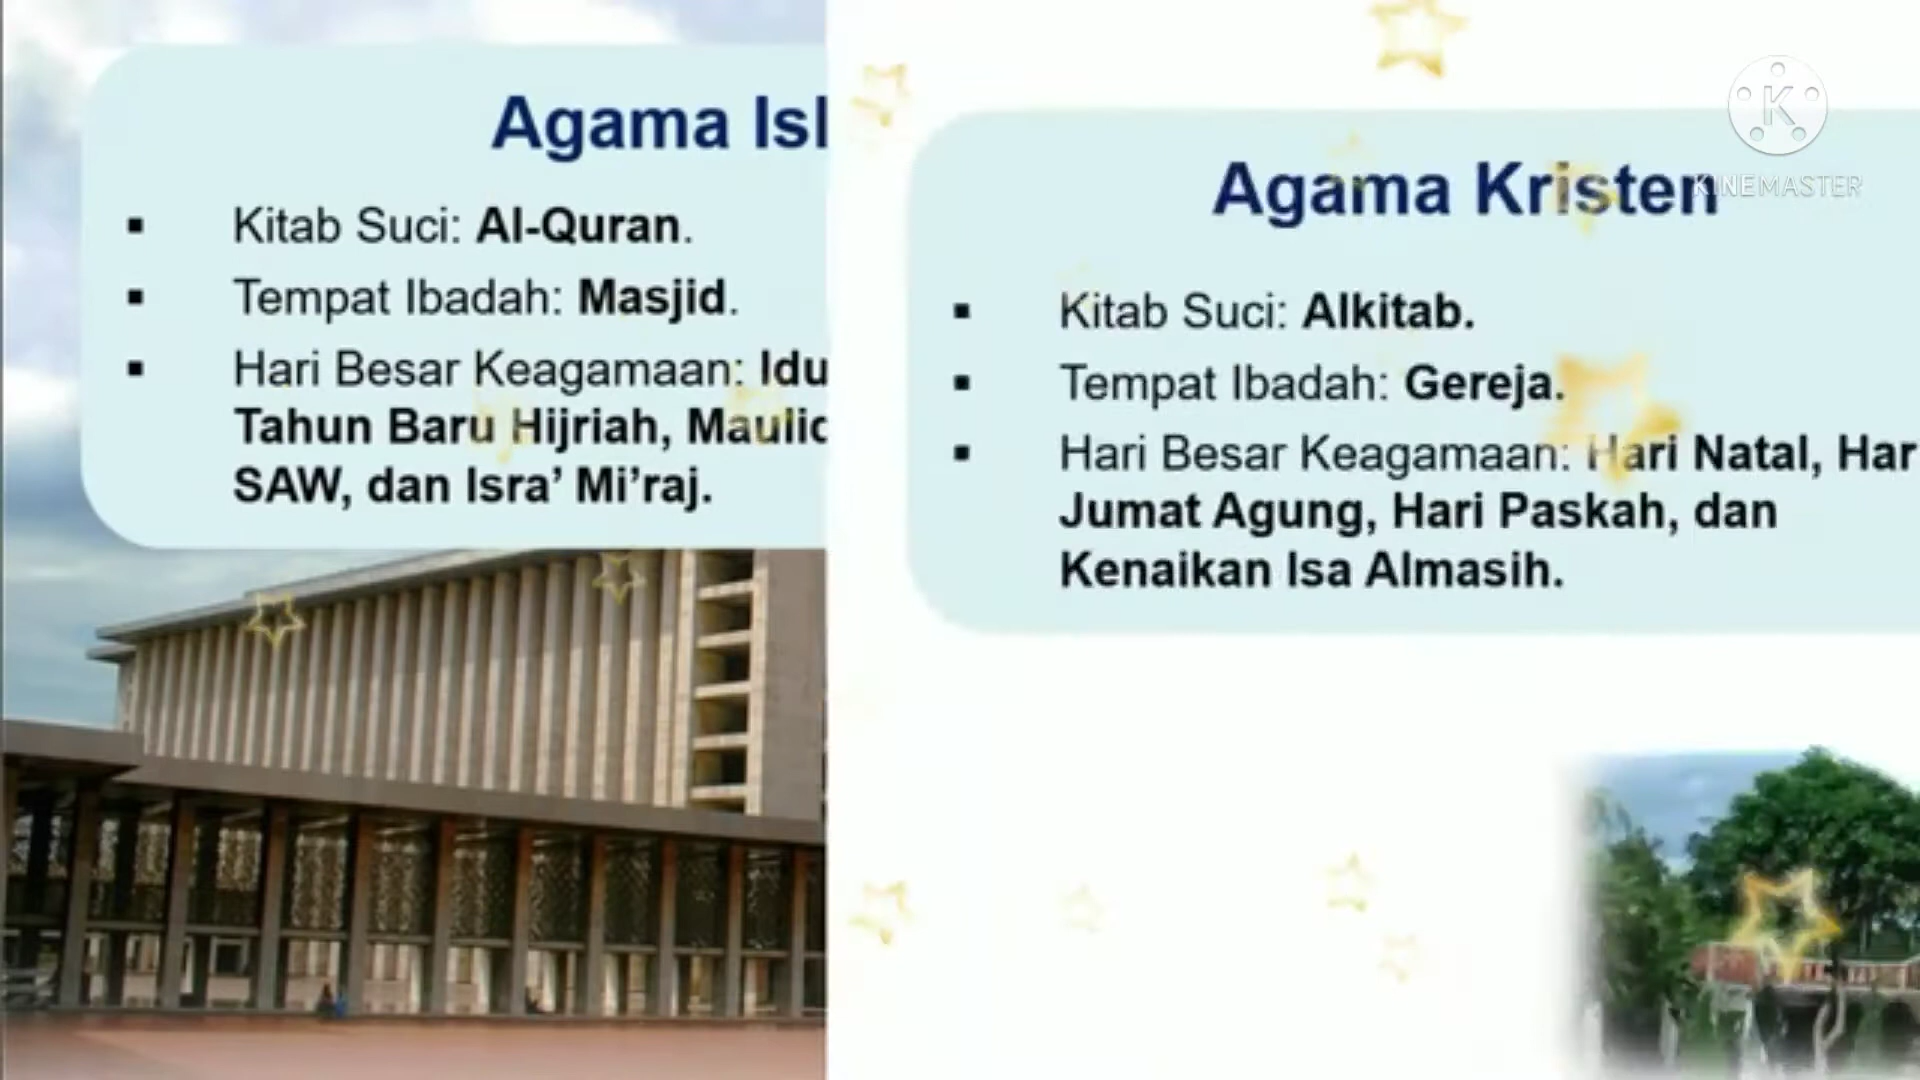 Agama Isl
Kitab Suci: Al-Quran.
Tempat Ibadah: Masjid.
Hari Besar Keagamaan: Idu
Tahun Baru Hijriah, Maulid
SAW, dan Isra’ Mi’raj.
Agama Kristen
Kitab Suci: Alkitab.
Tempat Ibadah: Gereja.
Hari Besar Keagamaan: Hari Natal, Har
Jumat Agung, Hari Paskah, dan
Kenaikan Isa Almasih.
K
KINEMASTER